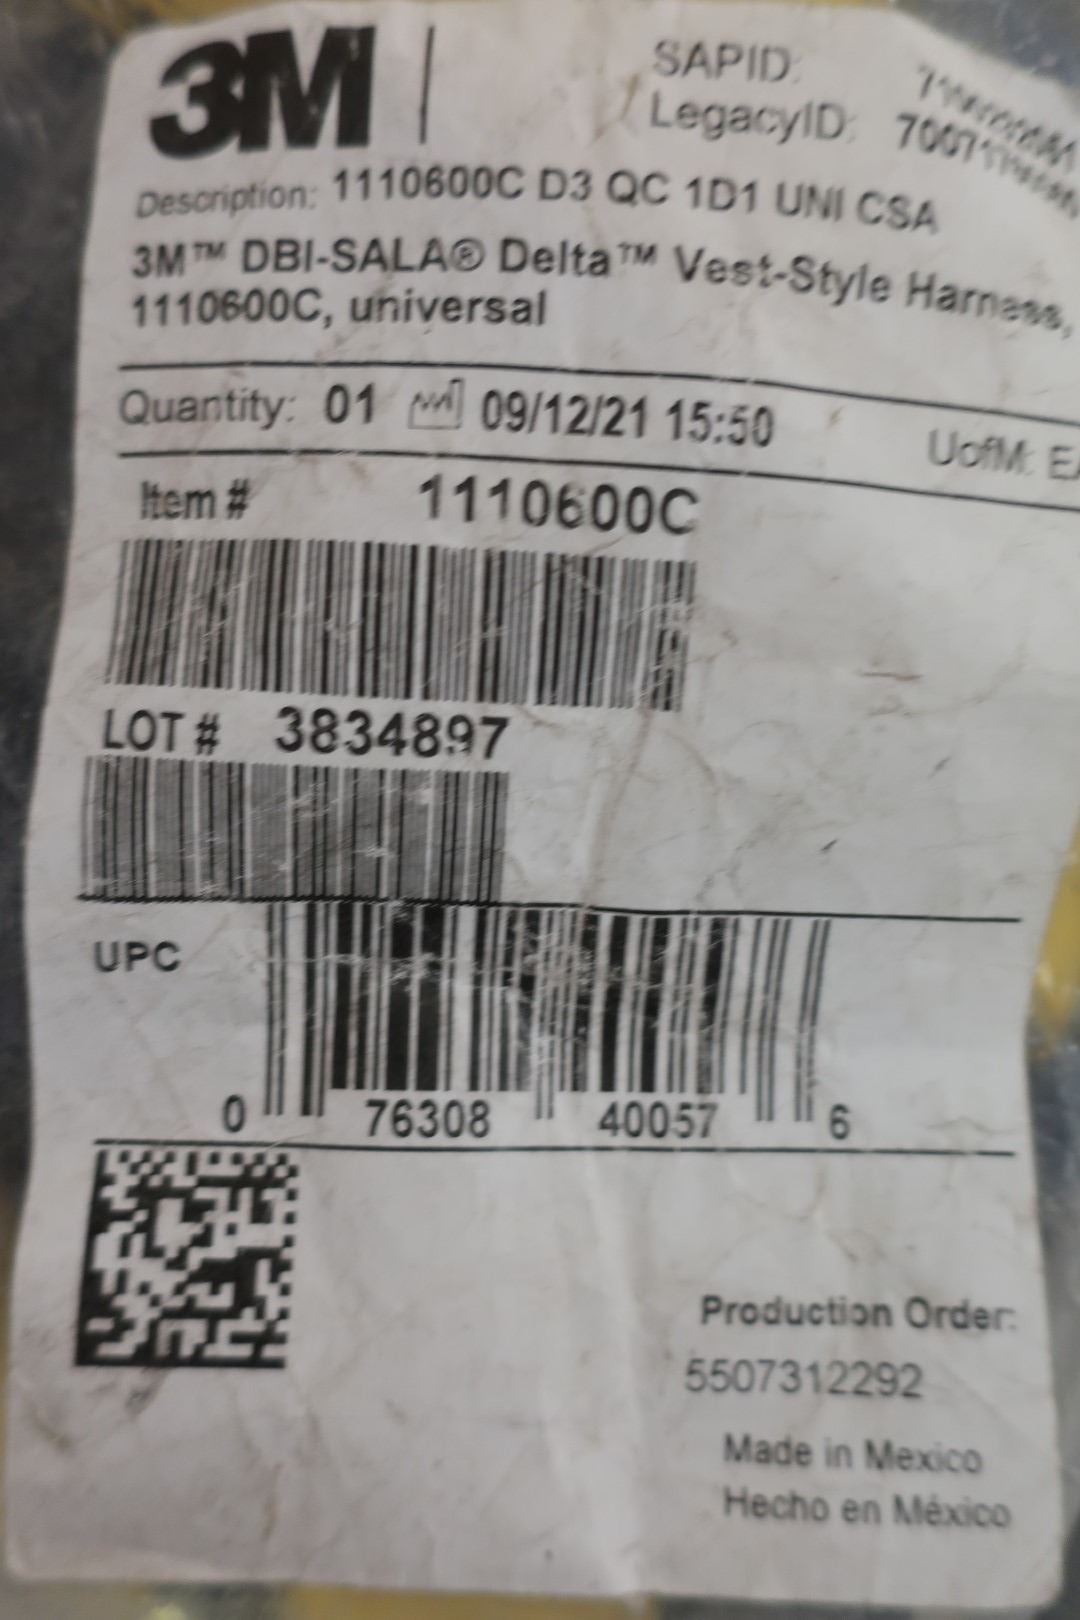 3M
SAPID:
LegacyID:
Description: 1110600C D3 QC 1D1 UNI CSA
3M™ DBI-SALA® Delta™ Vest-Style Harness,
1110600C, universal
Quantity: 01 09/12/21 15:50 UofM: EA
Item # 1110600C
LOT # 3834897
UPC
0 76308 40057 6
Production Order:
5507312292
Made in Mexico
Hecho en México